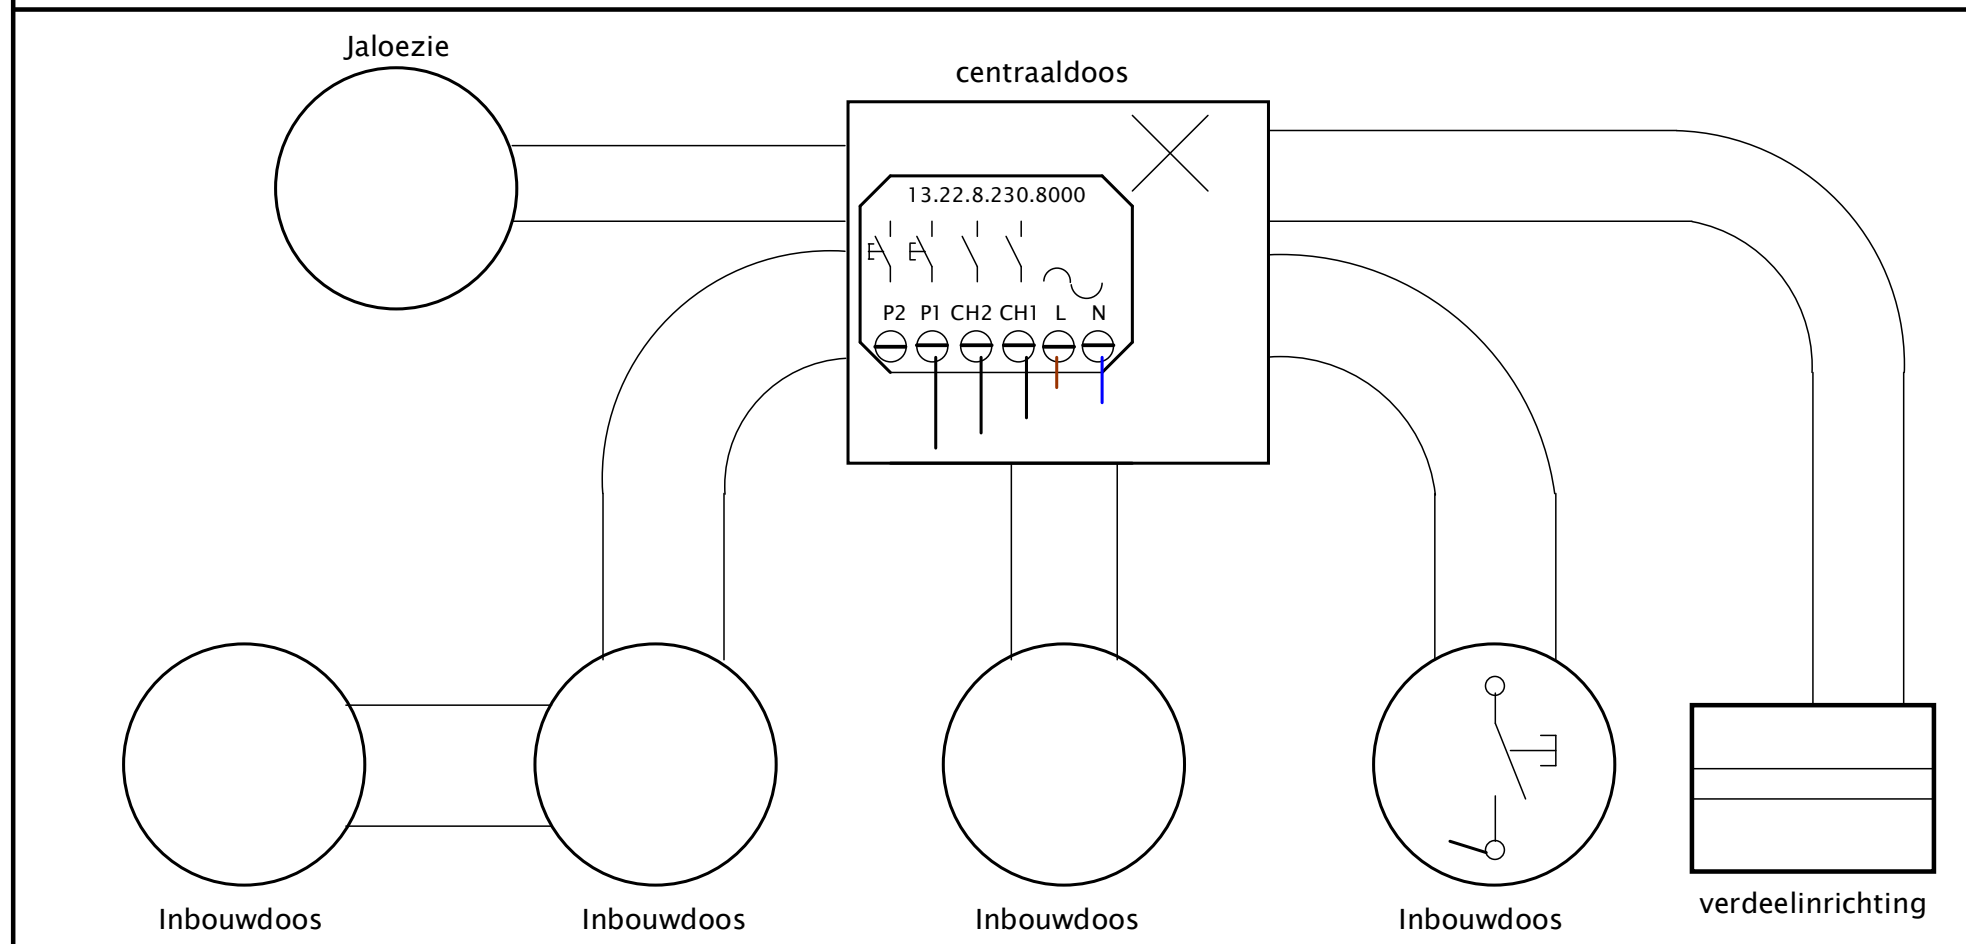 Jaloezie
centraaldoos
13.22.8.230.8000
P2 P1 CH2 CH1 L N
Inbouwdoos Inbouwdoos Inbouwdoos Inbouwdoos verdeelinrichting